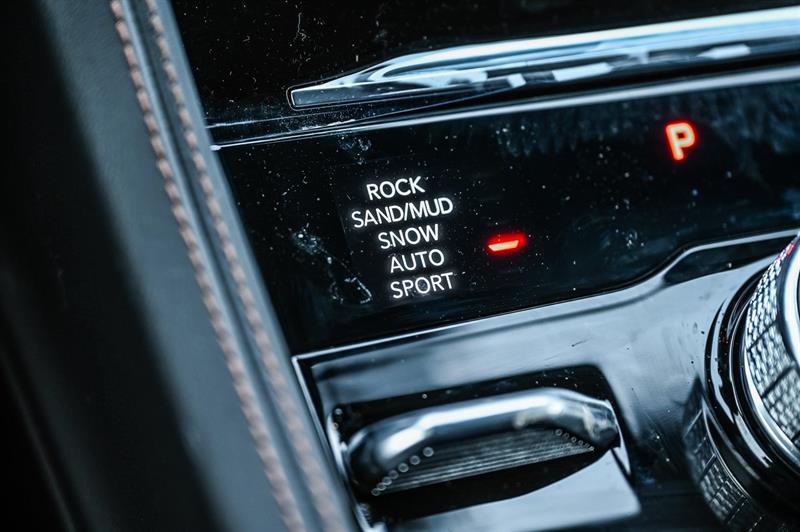 P
ROCK
SAND/MUD
SNOW
AUTO
SPORT